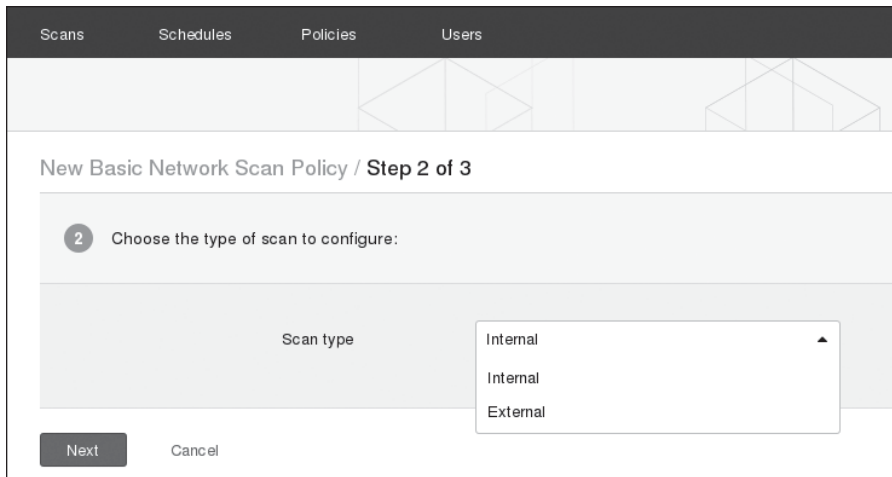 Scans Schedules Policies Users
New Basic Network Scan Policy / Step 2 of 3
2 Choose the type of scan to configure:
Scan type Internal
Internal
External
Next Cancel